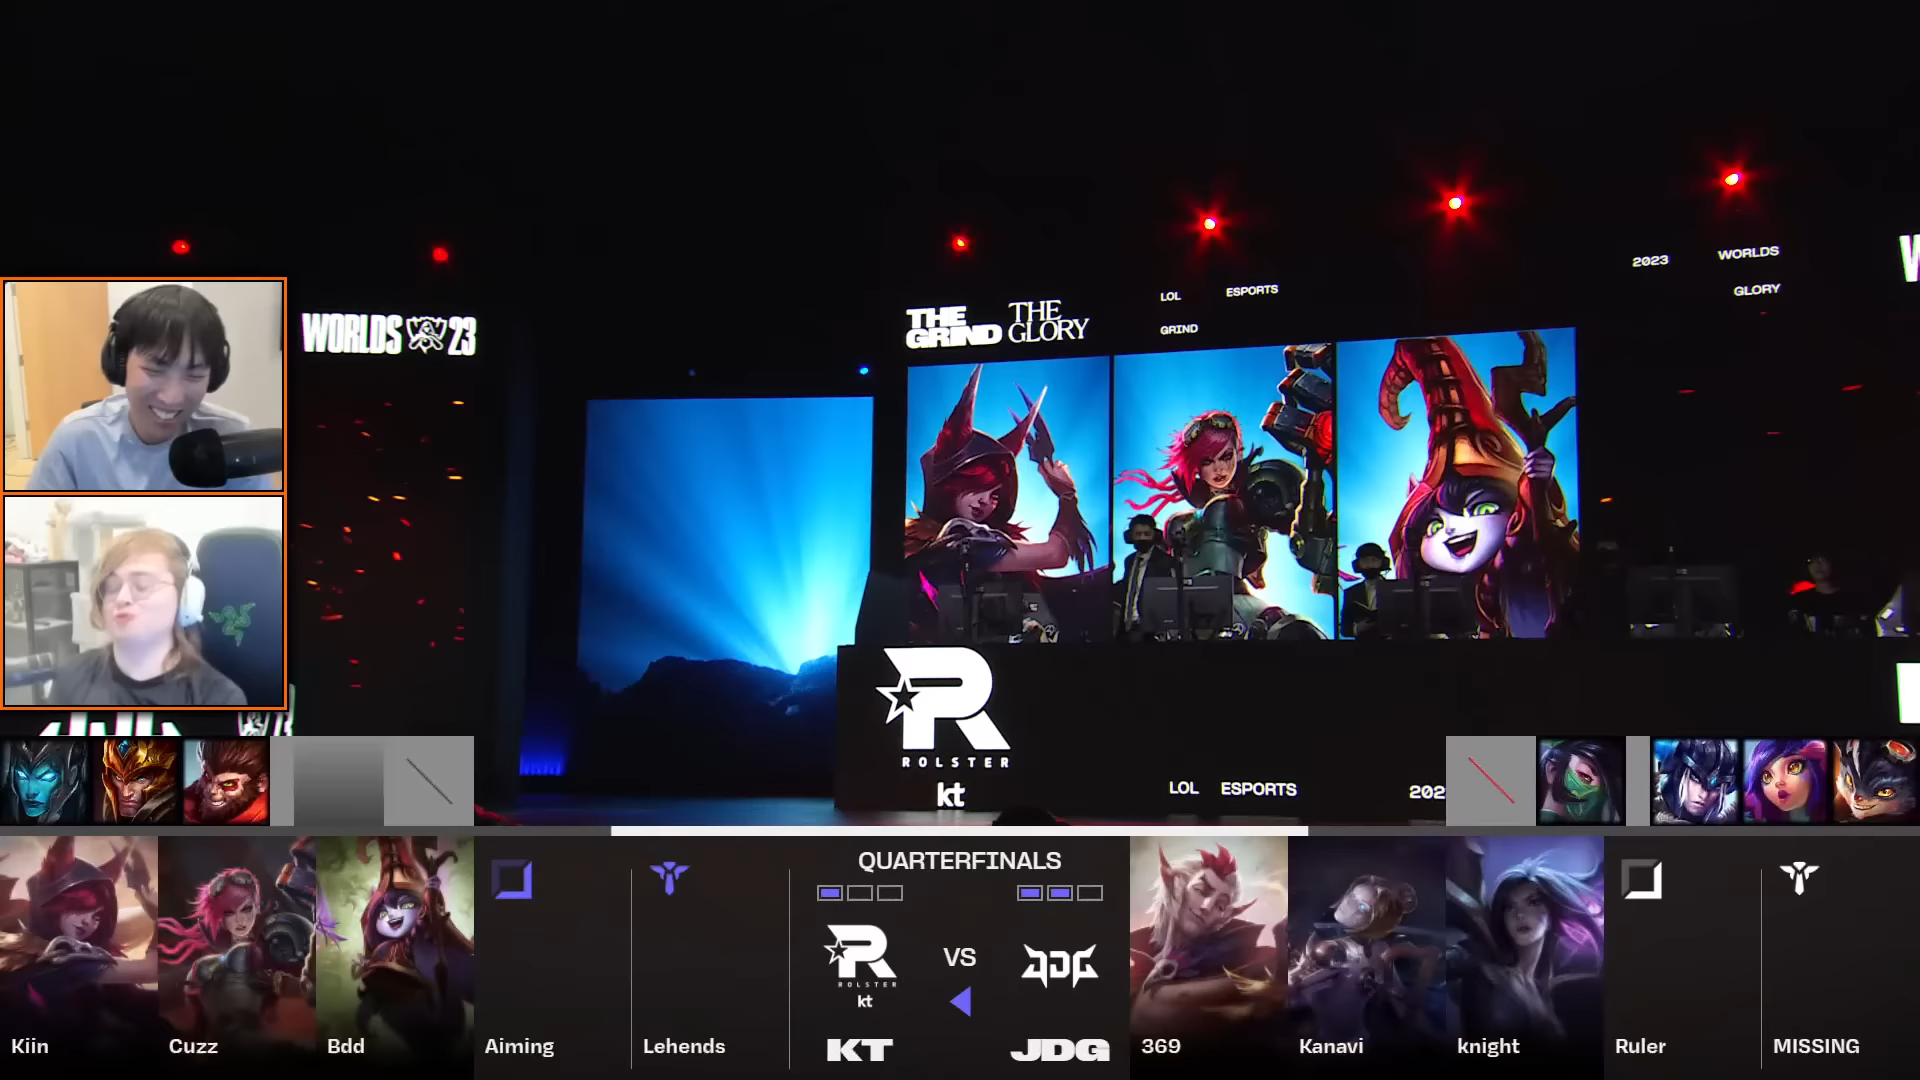 2023 WORLDS
GLORY
LOL ESPORTS
GRIND
THE GRIND
THE GLORY
WORLDS 23
ROLSTER
kt
LOL ESPORTS
202
QUARTERFINALS
ROLSTER
kt
VS
JDG
Kiin
Cuzz
Bdd
Aiming
Lehends
KT
JDG
369
Kanavi
knight
Ruler
MISSING